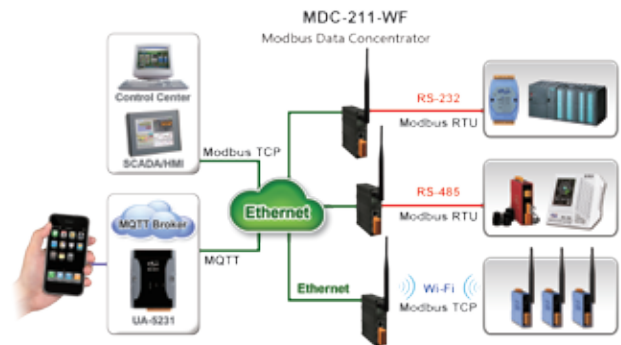 MDC-211-WF
Modbus Data Concentrator
Control Center
SCADA/HMI
Modbus TCP
MQTT Broker
UA-5231
MQTT
Ethernet
RS-232
Modbus RTU
RS-485
Modbus RTU
Ethernet
Wi-Fi
Modbus TCP